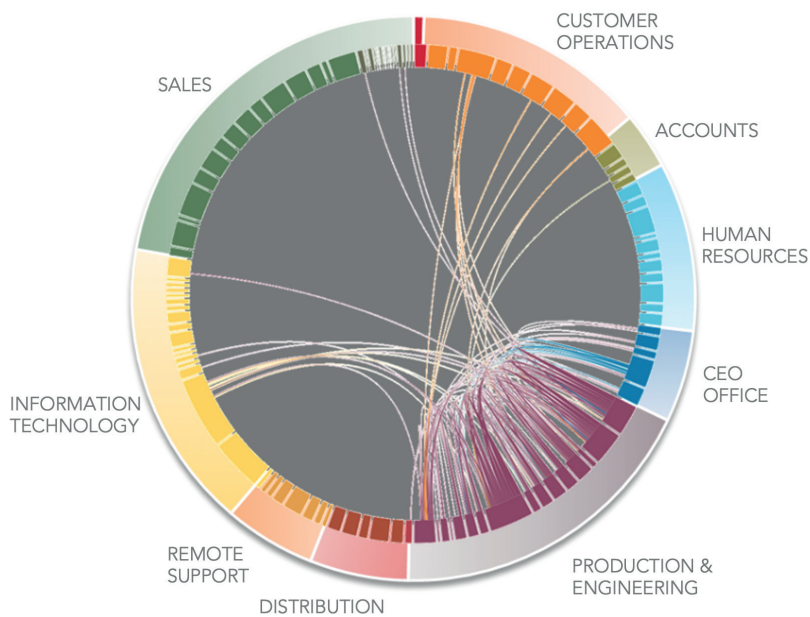 CUSTOMER
OPERATIONS
SALES
ACCOUNTS
HUMAN
RESOURCES
CEO
OFFICE
INFORMATION
TECHNOLOGY
REMOTE
SUPPORT
PRODUCTION &
ENGINEERING
DISTRIBUTION